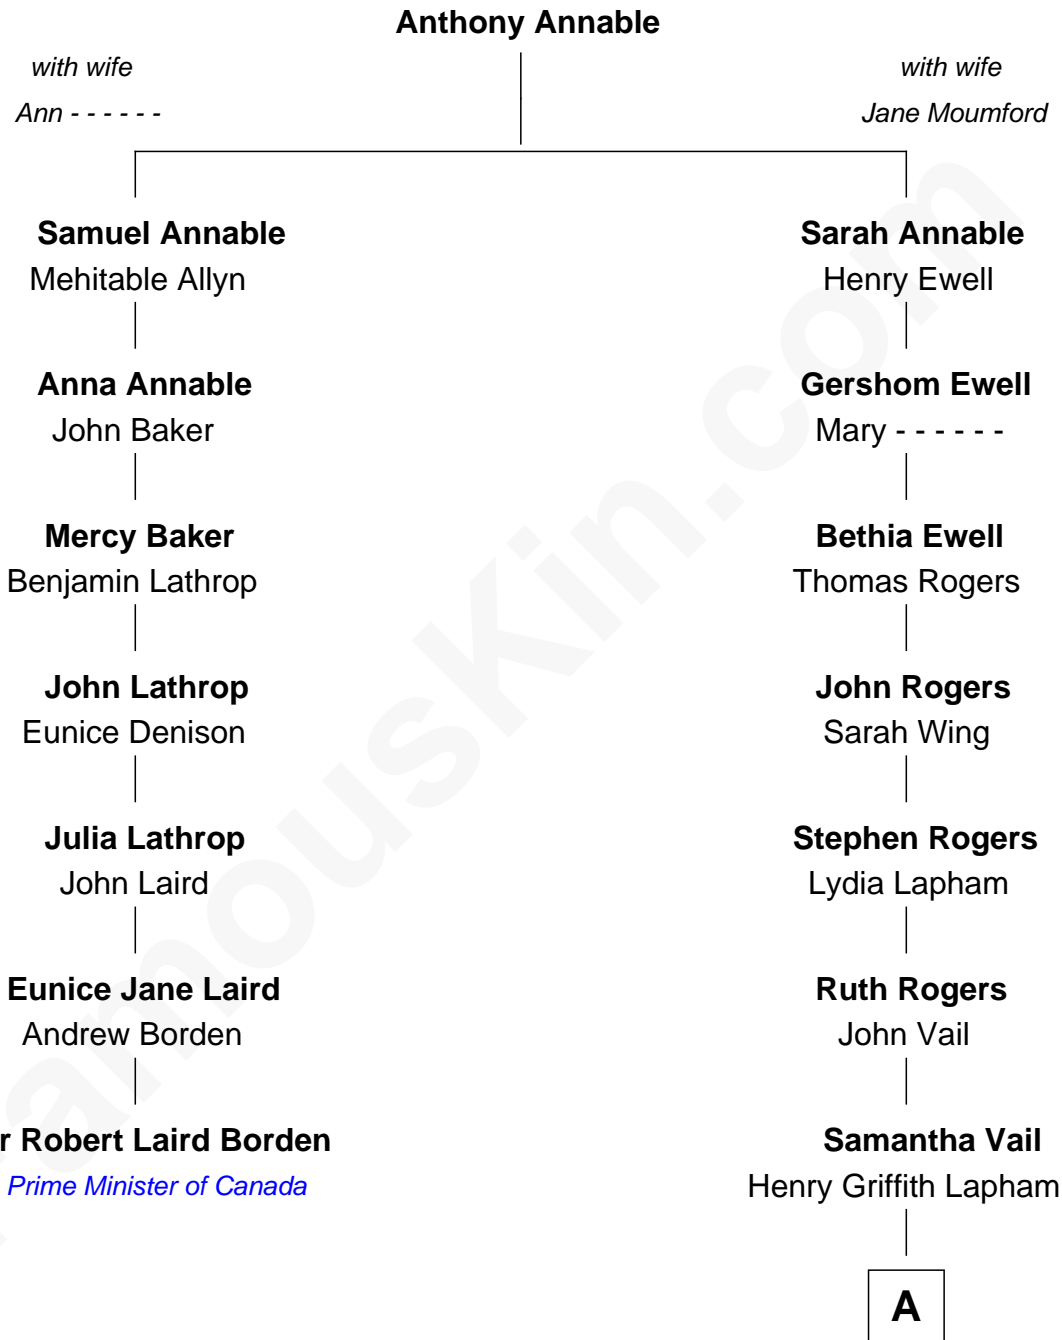 Anthony Annable
with wife
Ann - - - - - -
with wife
Jane Moumford
Samuel Annable
Mehitable Allyn
Sarah Annable
Henry Ewell
Anna Annable
John Baker
Gershom Ewell
Mary - - - - - -
Mercy Baker
Benjamin Lathrop
Bethia Ewell
Thomas Rogers
John Lathrop
Eunice Denison
John Rogers
Sarah Wing
Julia Lathrop
John Laird
Stephen Rogers
Lydia Lapham
Eunice Jane Laird
Andrew Borden
Ruth Rogers
John Vail
r Robert Laird Borden
Prime Minister of Canada
Samantha Vail
Henry Griffith Lapham
A
famouskin.com